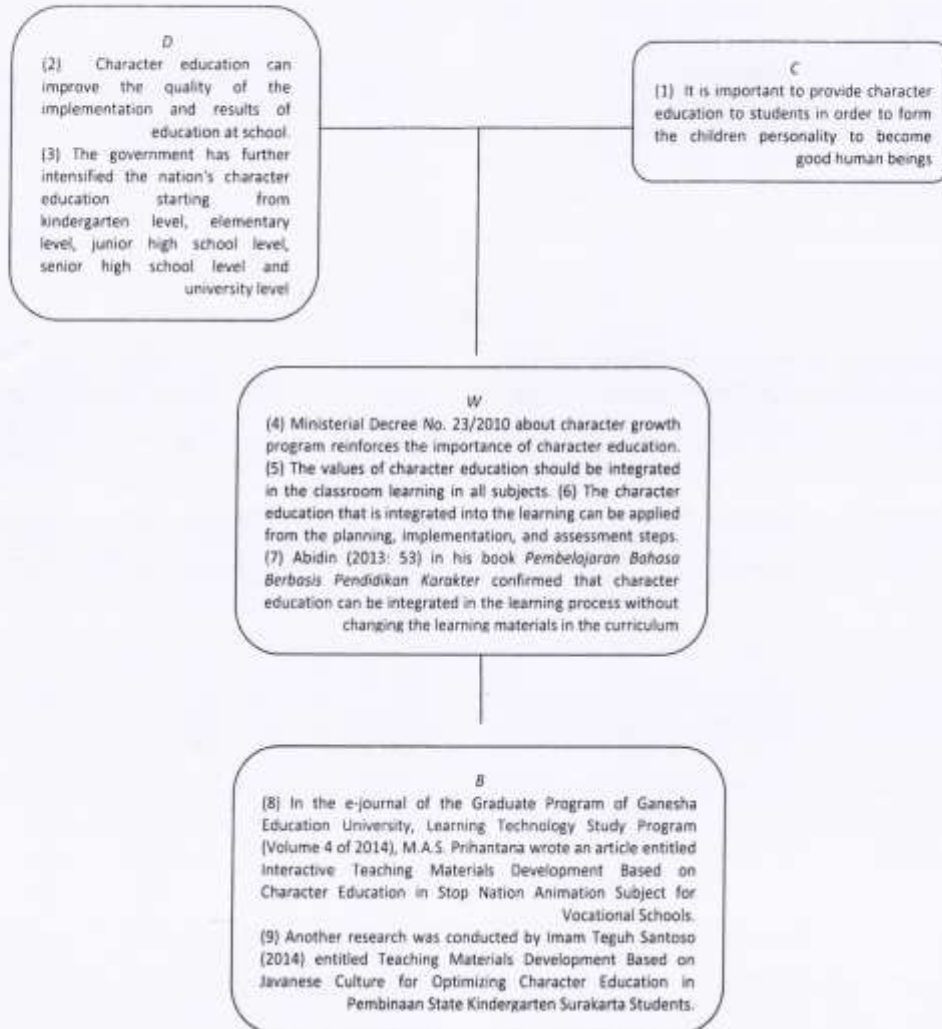 D
(2) Character education can
improve the quality of the
implementation and results of
education at school.
(3) The government has further
intensified the nation's character
education starting from
kindergarten level, elementary
level, junior high school level,
senior high school level and
university level
C
(1) It is important to provide character
education to students in order to form
the children personality to become
good human beings
W
(4) Ministerial Decree No. 23/2010 about character growth
program reinforces the importance of character education.
(5) The values of character education should be integrated
in the classroom learning in all subjects. (6) The character
education that is integrated into the learning can be applied
from the planning, implementation, and assessment steps.
(7) Abidin (2013: 53) in his book Pembelajaran Bahasa
Berbasis Pendidikan Karakter confirmed that character
education can be integrated in the learning process without
changing the learning materials in the curriculum
B
(8) In the e-journal of the Graduate Program of Ganesha
Education University, Learning Technology Study Program
(Volume 4 of 2014), M.A.S. Prihantana wrote an article entitled
Interactive Teaching Materials Development Based on
Character Education in Stop Nation Animation Subject for
Vocational Schools.
(9) Another research was conducted by Imam Teguh Santoso
(2014) entitled Teaching Materials Development Based on
Javanese Culture for Optimizing Character Education in
Pembinaan State Kindergarten Surakarta Students.